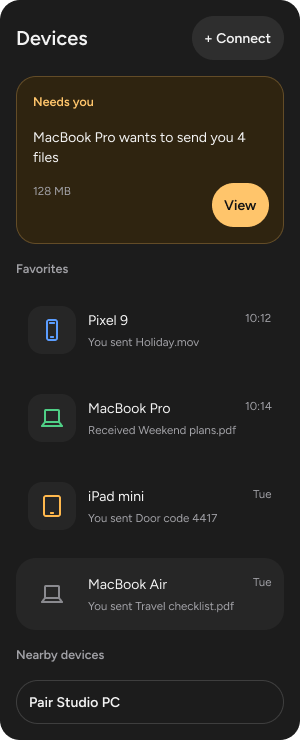 Devices
+ Connect
Needs you
MacBook Pro wants to send you 4
files
128 MB
View
Favorites
Pixel 9
10:12
You sent Holiday.mov
MacBook Pro
10:14
Received Weekend plans.pdf
iPad mini
Tue
You sent Door code 4417
MacBook Air
Tue
You sent Travel checklist.pdf
Nearby devices
Pair Studio PC